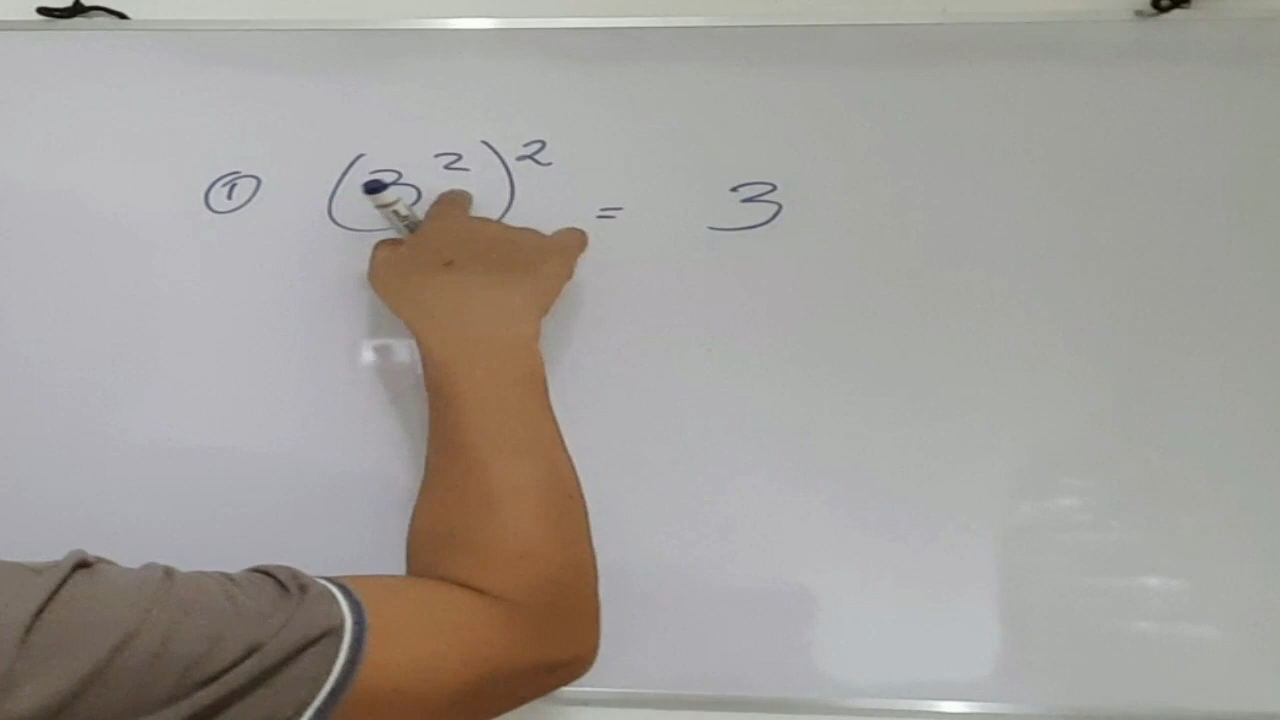 ① (3²)² = 3